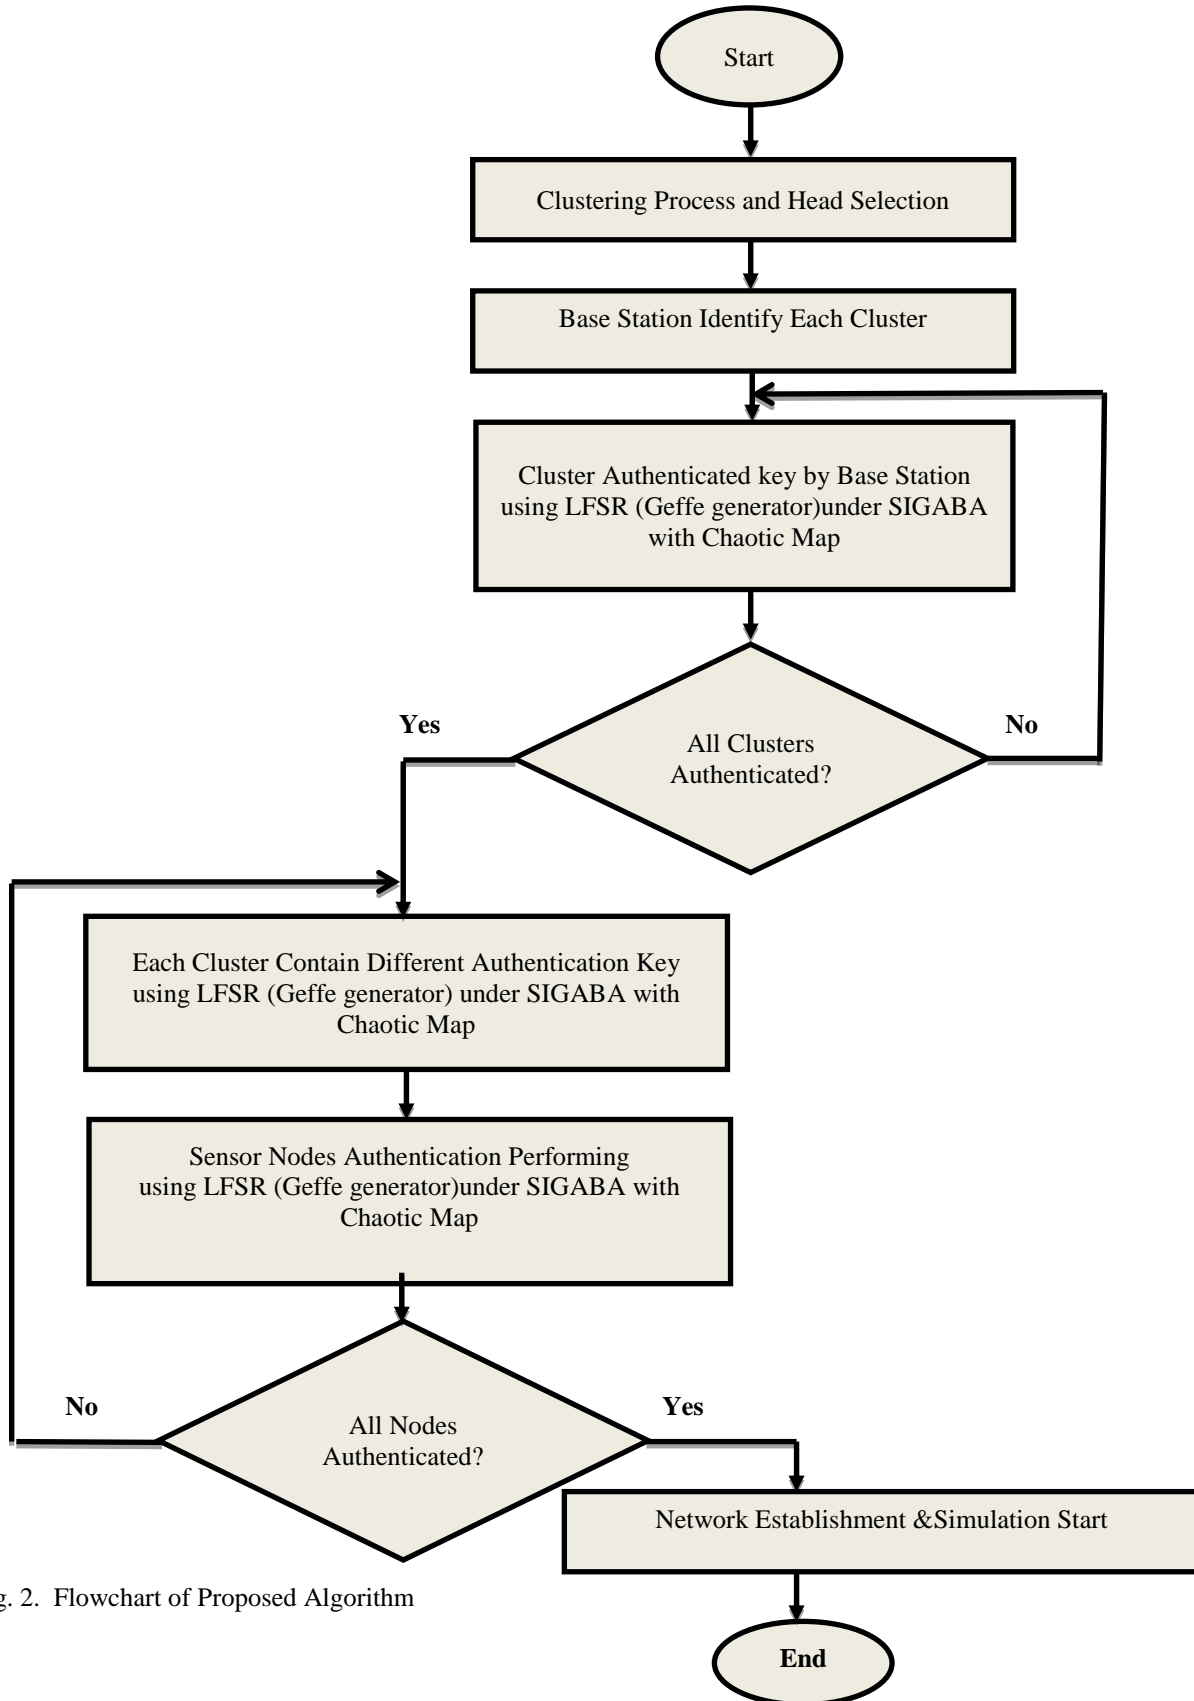 Start
Clustering Process and Head Selection
Base Station Identify Each Cluster
Cluster Authenticated key by Base Station
using LFSR (Geffe generator)under SIGABA
with Chaotic Map
Yes
No
All Clusters
Authenticated?
Each Cluster Contain Different Authentication Key
using LFSR (Geffe generator) under SIGABA with
Chaotic Map
Sensor Nodes Authentication Performing
using LFSR (Geffe generator)under SIGABA with
Chaotic Map
No
Yes
All Nodes
Authenticated?
Network Establishment &Simulation Start
g. 2.  Flowchart of Proposed Algorithm
End